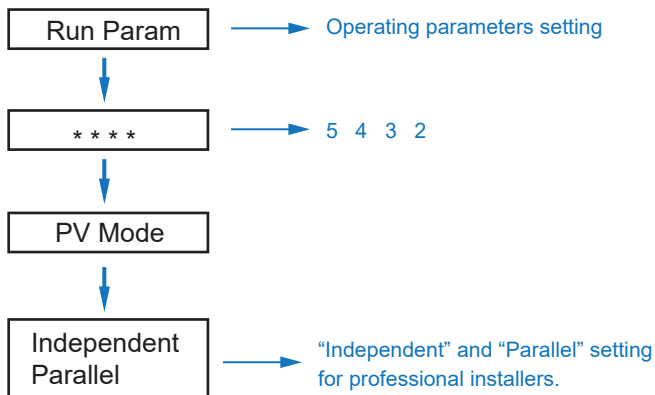 Run Param
Operating parameters setting
* * * *
5 4 3 2
PV Mode
Independent
Parallel
“Independent” and “Parallel” setting
for professional installers.